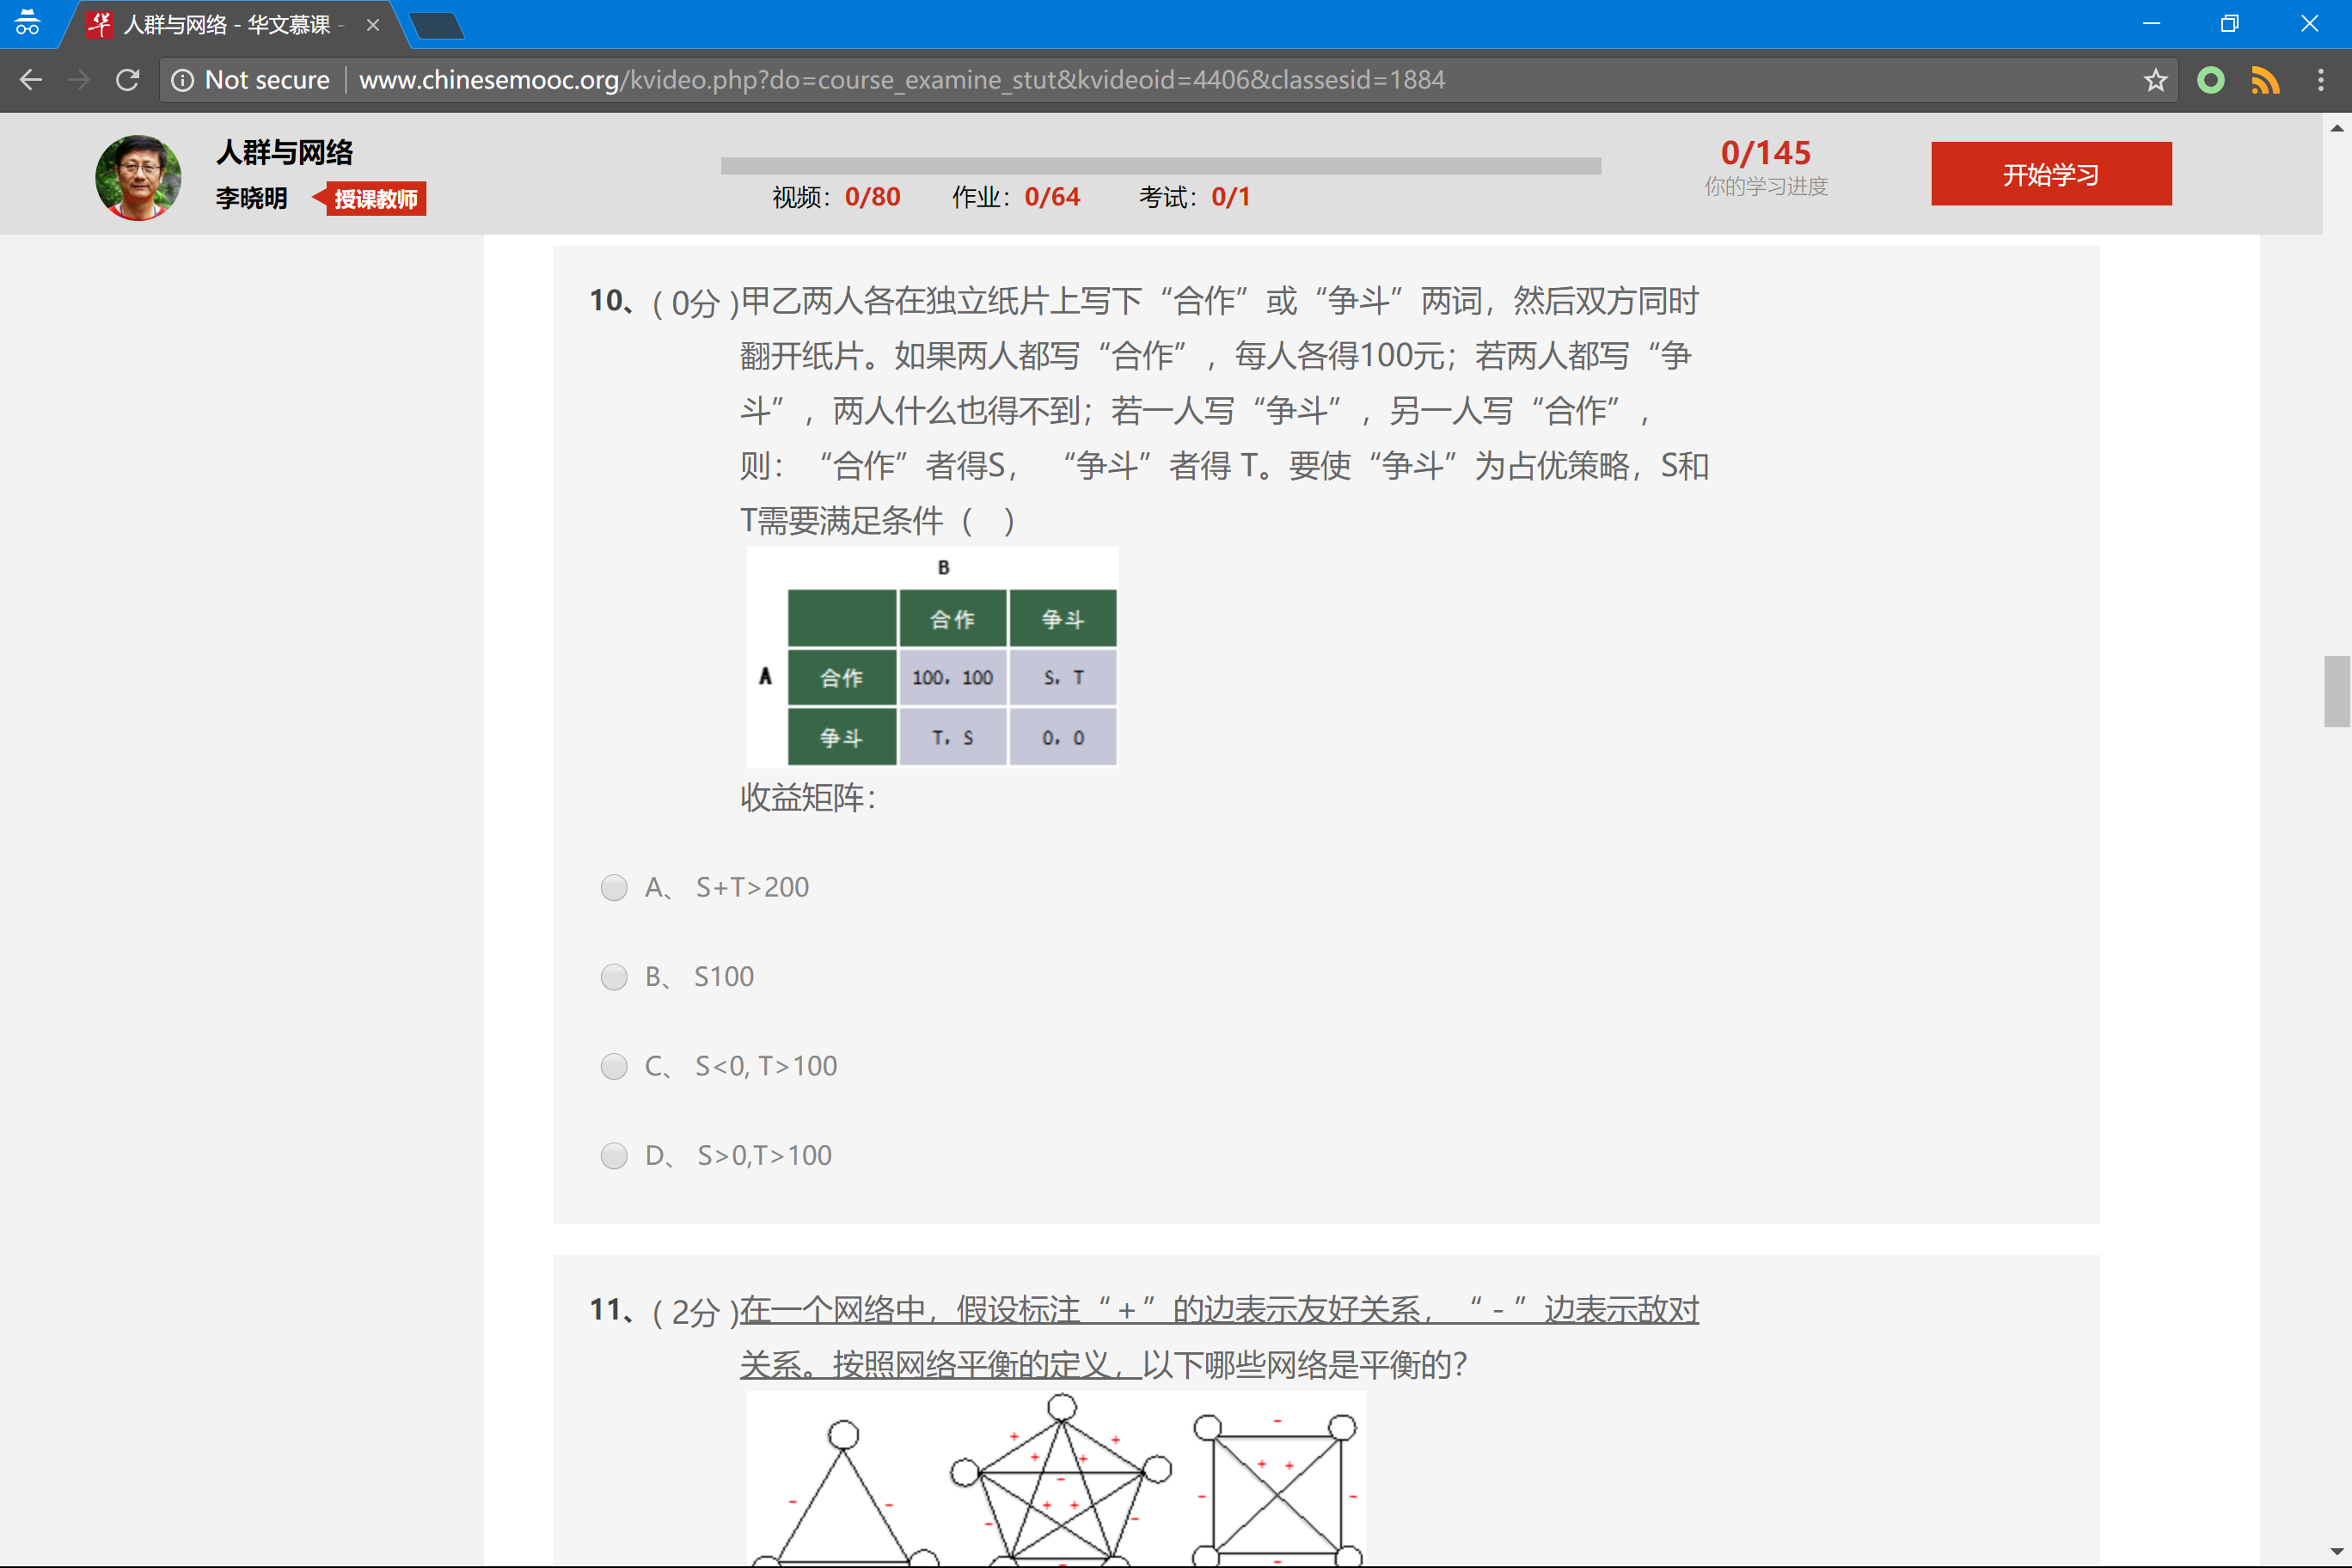 人群与网络 - 华文慕课 -
Not secure
www.chinesemooc.org/kvideo.php?do=course_examine_stut&kvideoid=4406&classesid=1884
人群与网络
李晓明 授课教师
视频：0/80 作业：0/64 考试：0/1
0/145
你的学习进度
开始学习
10、( 0分 )甲乙两人各在独立纸片上写下“合作”或“争斗”两词，然后双方同时
翻开纸片。如果两人都写“合作”，每人各得100元；若两人都写“争
斗”，两人什么也得不到；若一人写“争斗”，另一人写“合作”，
则：“合作”者得S，“争斗”者得 T。要使“争斗”为占优策略，S和
T需要满足条件（ ）
B
合作 争斗
A 合作 100，100 S，T
争斗 T，S 0，0
收益矩阵：
A、 S+T>200
B、 S100
C、 S<0, T>100
D、 S>0,T>100
11、( 2分 )在一个网络中，假设标注“ + ”的边表示友好关系，“ - ”边表示敌对
关系。按照网络平衡的定义，以下哪些网络是平衡的？
- -
+ + + + - + + - - -
- + + - - -